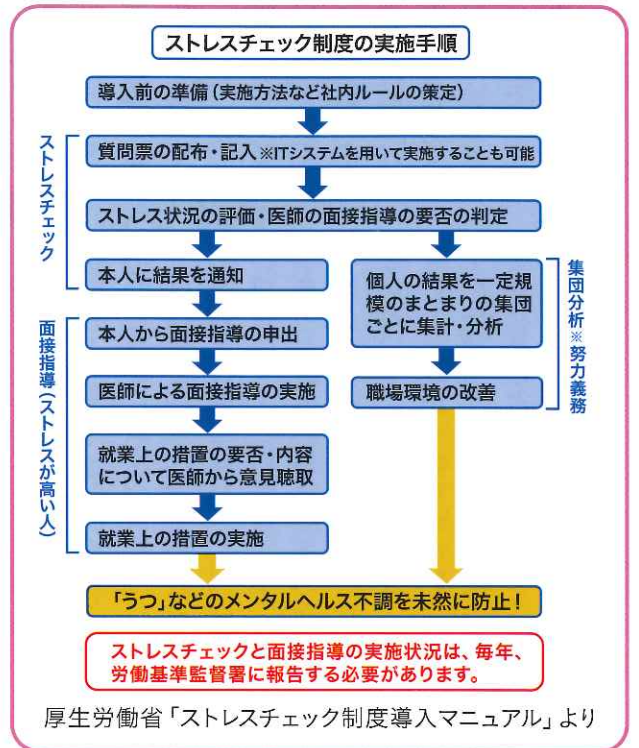 ストレスチェック制度の実施手順
導入前の準備（実施方法など社内ルールの策定）
ストレスチェック
質問票の配布・記入 ※ITシステムを用いて実施することも可能
ストレス状況の評価・医師の面接指導の要否の判定
本人に結果を通知
面接指導（ストレスが高い人）
本人から面接指導の申出
医師による面接指導の実施
就業上の措置の要否・内容
について医師から意見聴取
就業上の措置の実施
個人の結果を一定規
模のまとまりの集団
ごとに集計・分析
職場環境の改善
集団分析※努力義務
「うつ」などのメンタルヘルス不調を未然に防止！
ストレスチェックと面接指導の実施状況は、毎年、
労働基準監督署に報告する必要があります。
厚生労働省「ストレスチェック制度導入マニュアル」より